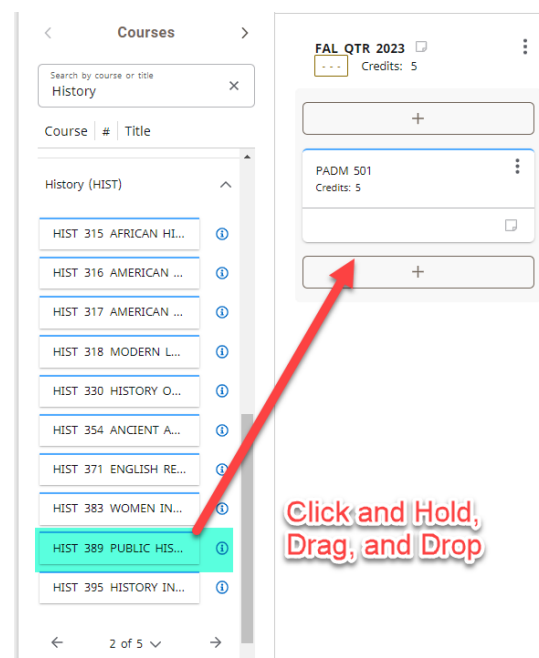 Courses
Search by course or title
History
Course # Title
History (HIST)
HIST 315 AFRICAN HI...
HIST 316 AMERICAN ...
HIST 317 AMERICAN ...
HIST 318 MODERN L...
HIST 330 HISTORY O...
HIST 354 ANCIENT A...
HIST 371 ENGLISH RE...
HIST 383 WOMEN IN...
HIST 389 PUBLIC HIS...
HIST 395 HISTORY IN...
2 of 5
FAL QTR 2023
- - - Credits: 5
+
PADM 501
Credits: 5
+
Click and Hold,
Drag, and Drop